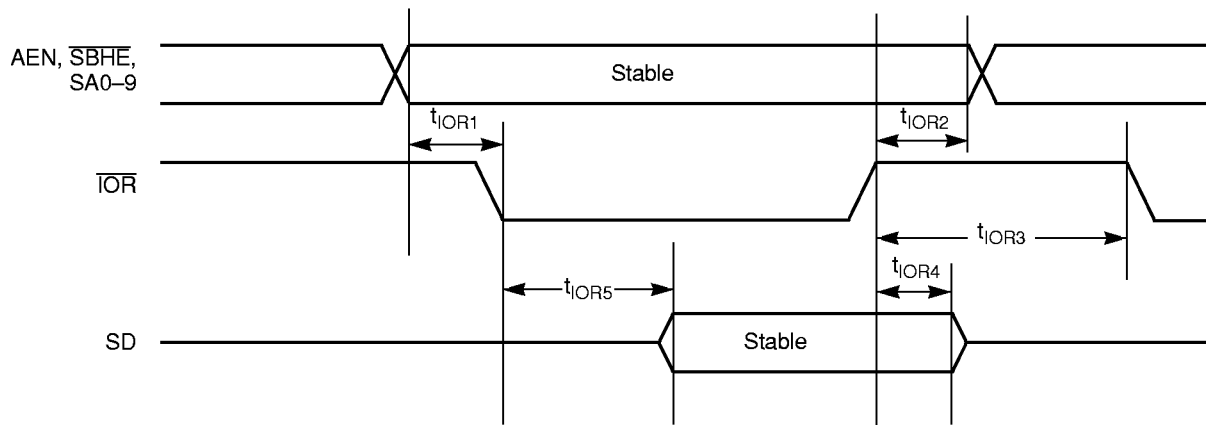 AEN, SBHE,
SA0–9
Stable
tIOR1
tIOR2
IOR
tIOR3
tIOR5
tIOR4
SD
Stable